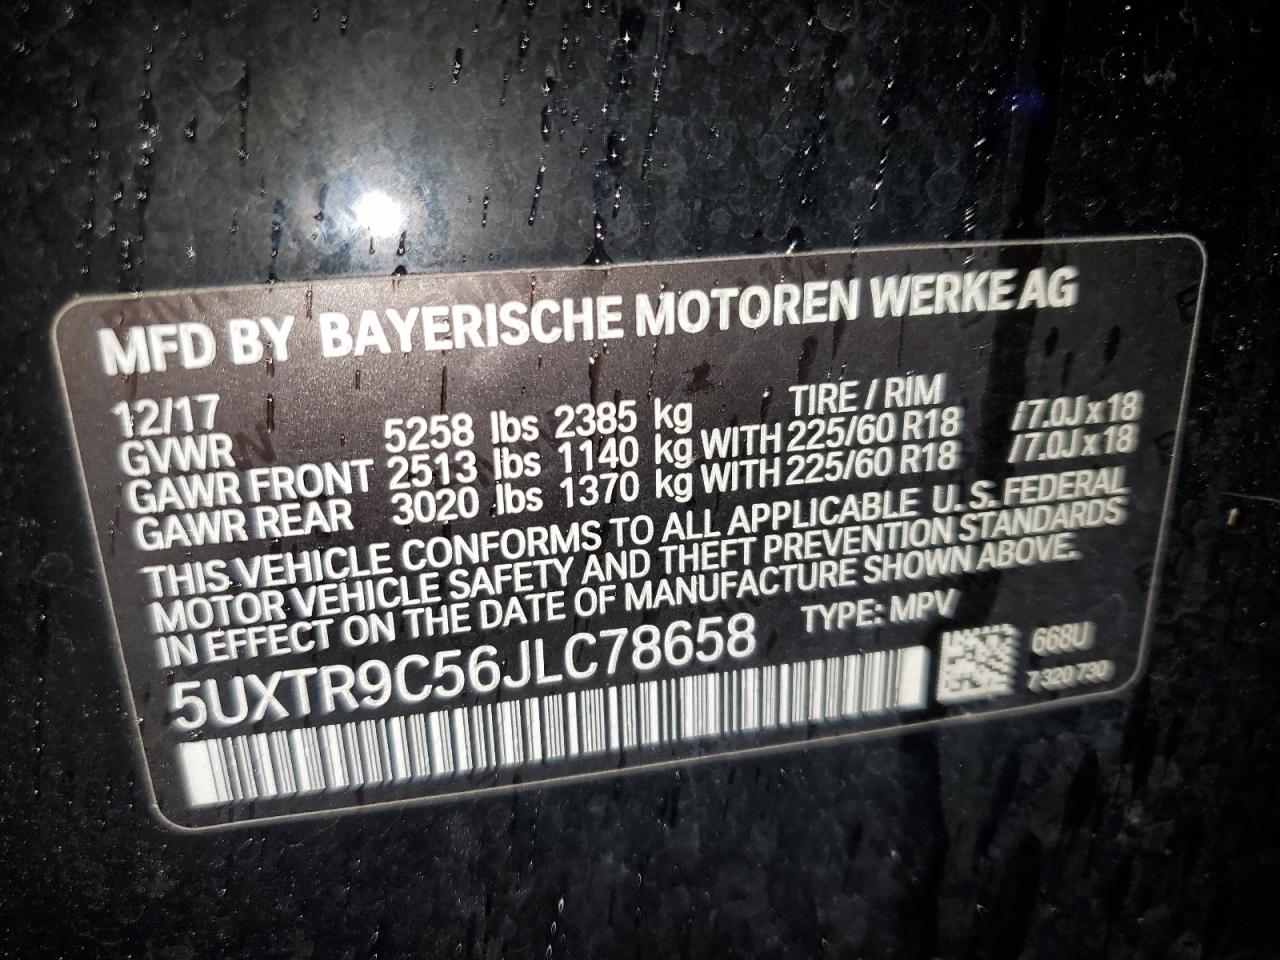 MFD BY BAYERISCHE MOTOREN WERKE AG
12/17 TIRE / RIM
GVWR 5258 lbs 2385 kg
GAWR FRONT 2513 lbs 1140 kg WITH 225/60 R18 /7.0J x 18
GAWR REAR 3020 lbs 1370 kg WITH 225/60 R18 /7.0J x 18
THIS VEHICLE CONFORMS TO ALL APPLICABLE U. S. FEDERAL
MOTOR VEHICLE SAFETY AND THEFT PREVENTION STANDARDS
IN EFFECT ON THE DATE OF MANUFACTURE SHOWN ABOVE.
5UXTR9C56JLC78658 TYPE: MPV
668U
7 320 730